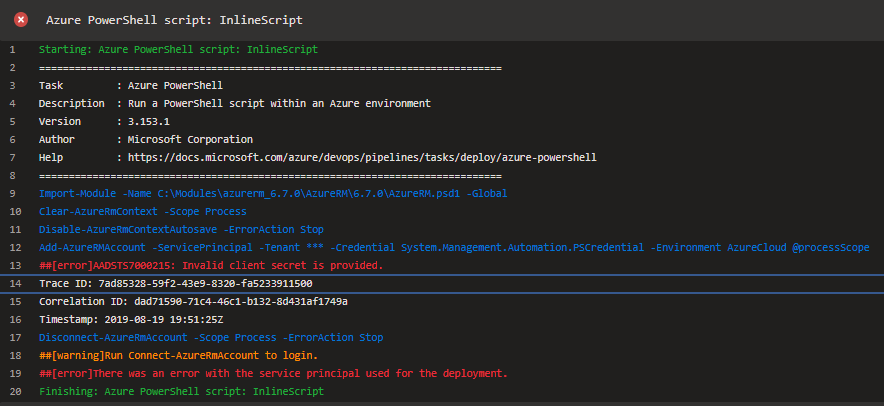 Azure PowerShell script: InlineScript
1 Starting: Azure PowerShell script: InlineScript
2 ==============================================================================
3 Task : Azure PowerShell
4 Description : Run a PowerShell script within an Azure environment
5 Version : 3.153.1
6 Author : Microsoft Corporation
7 Help : https://docs.microsoft.com/azure/devops/pipelines/tasks/deploy/azure-powershell
8 ==============================================================================
9 Import-Module -Name C:\Modules\azurerm_6.7.0\AzureRM\6.7.0\AzureRM.psd1 -Global
10 Clear-AzureRmContext -Scope Process
11 Disable-AzureRmContextAutosave -ErrorAction Stop
12 Add-AzureRMAccount -ServicePrincipal -Tenant *** -Credential System.Management.Automation.PSCredential -Environment AzureCloud @processScope
13 ##[error]AADSTS7000215: Invalid client secret is provided.
14 Trace ID: 7ad85328-59f2-43e9-8320-fa5233911500
15 Correlation ID: dad71590-71c4-46c1-b132-8d431af1749a
16 Timestamp: 2019-08-19 19:51:25Z
17 Disconnect-AzureRmAccount -Scope Process -ErrorAction Stop
18 ##[warning]Run Connect-AzureRmAccount to login.
19 ##[error]There was an error with the service principal used for the deployment.
20 Finishing: Azure PowerShell script: InlineScript